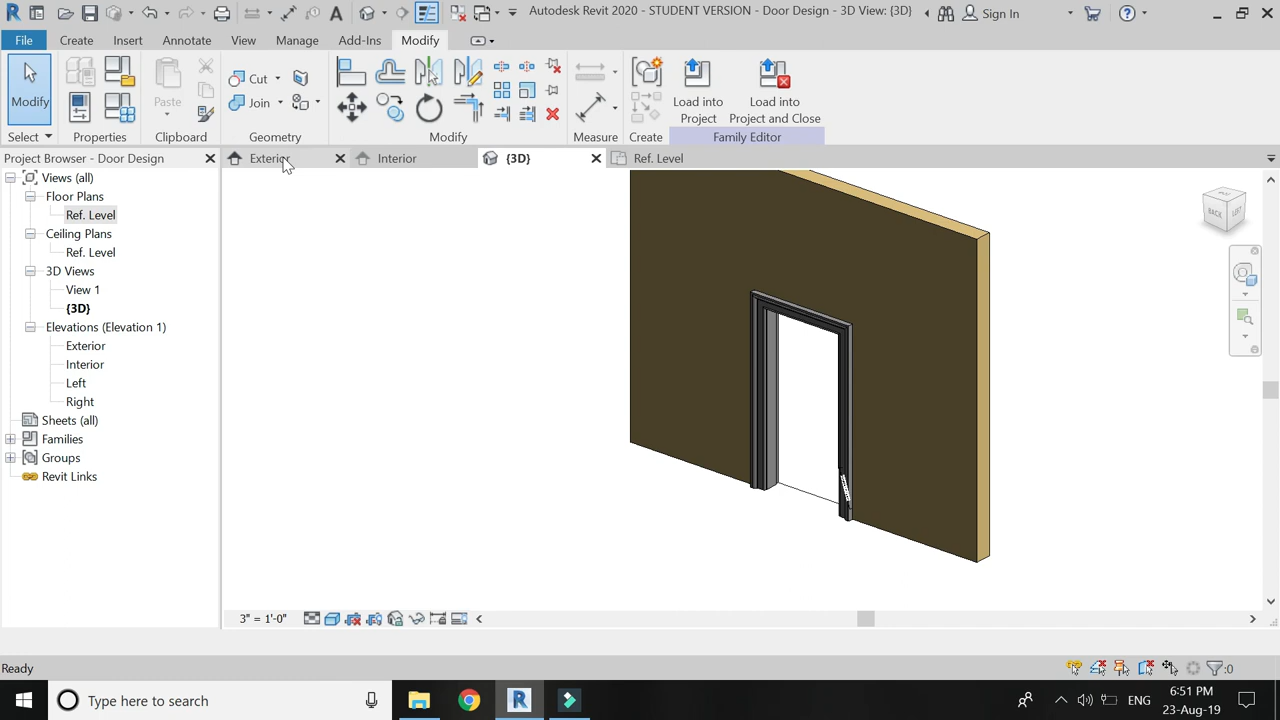 Autodesk Revit 2020 - STUDENT VERSION - Door Design - 3D View: {3D}
Sign In
File
Create
Insert
Annotate
View
Manage
Add-Ins
Modify
Modify
Paste
Cut
Join
Load into
Project
Load into
Project and Close
Select
Properties
Clipboard
Geometry
Modify
Measure
Create
Family Editor
Project Browser - Door Design
Exterior
Interior
{3D}
Ref. Level
Views (all)
Floor Plans
Ref. Level
Ceiling Plans
Ref. Level
3D Views
View 1
{3D}
Elevations (Elevation 1)
Exterior
Interior
Left
Right
Sheets (all)
Families
Groups
Revit Links
BACK
LEFT
3" = 1'-0"
Ready
:0
Type here to search
ENG
6:51 PM
23-Aug-19